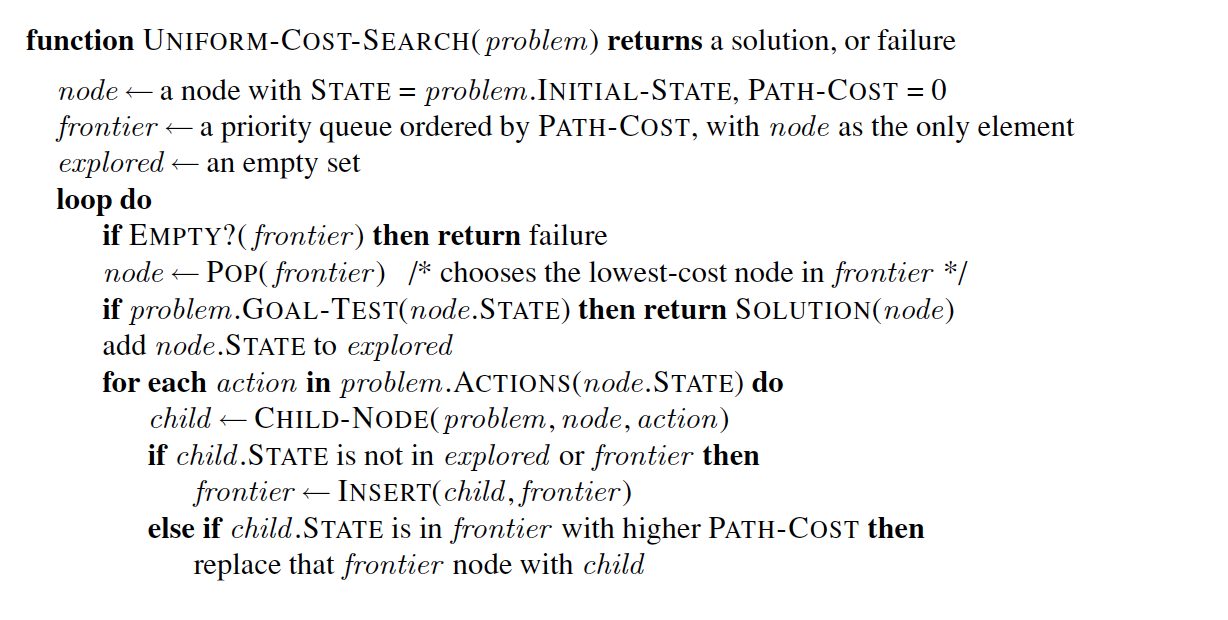 function UNIFORM-COST-SEARCH(problem) returns a solution, or failure
node ← a node with STATE = problem.INITIAL-STATE, PATH-COST = 0
frontier ← a priority queue ordered by PATH-COST, with node as the only element
explored ← an empty set
loop do
if EMPTY?(frontier) then return failure
node ← POP(frontier) /* chooses the lowest-cost node in frontier */
if problem.GOAL-TEST(node.STATE) then return SOLUTION(node)
add node.STATE to explored
for each action in problem.ACTIONS(node.STATE) do
child ← CHILD-NODE(problem, node, action)
if child.STATE is not in explored or frontier then
frontier ← INSERT(child, frontier)
else if child.STATE is in frontier with higher PATH-COST then
replace that frontier node with child